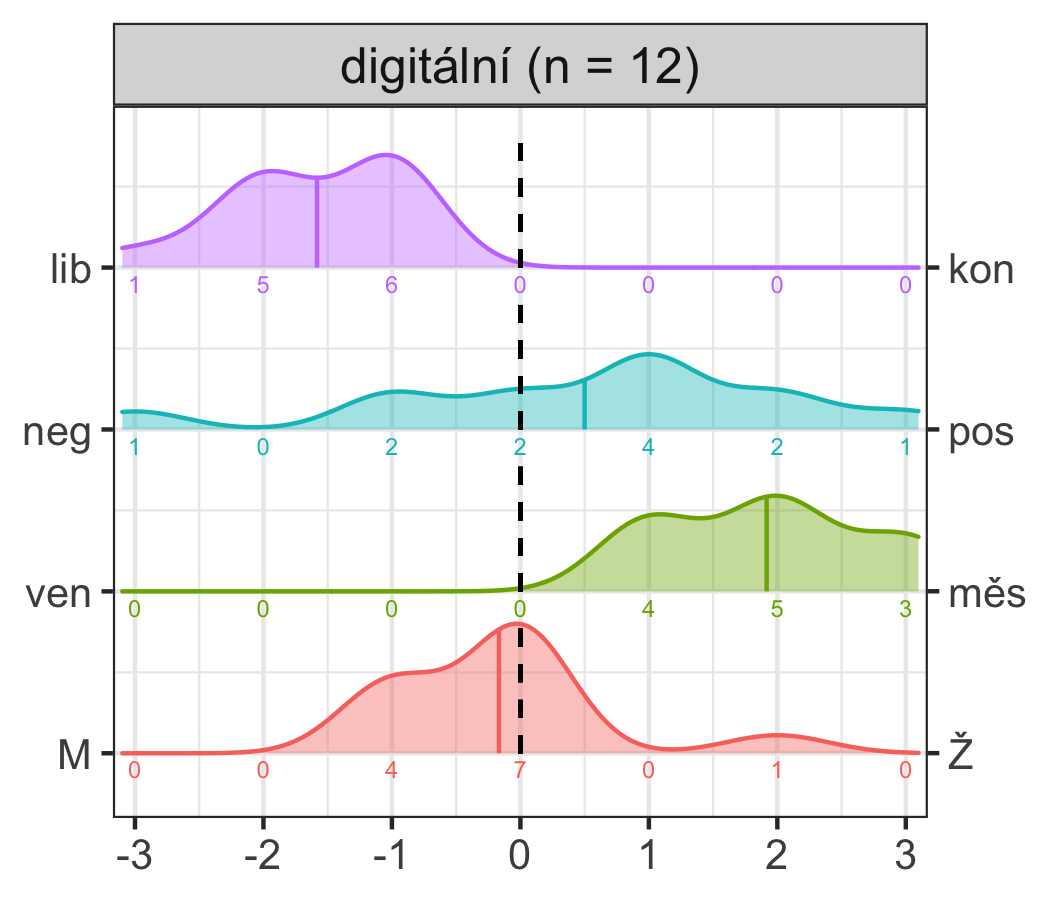 digitální (n = 12)
lib kon
1 5 6 0 0 0 0
neg pos
1 0 2 2 4 2 1
ven měs
0 0 0 0 4 5 3
M Ž
0 0 4 7 0 1 0
-3 -2 -1 0 1 2 3